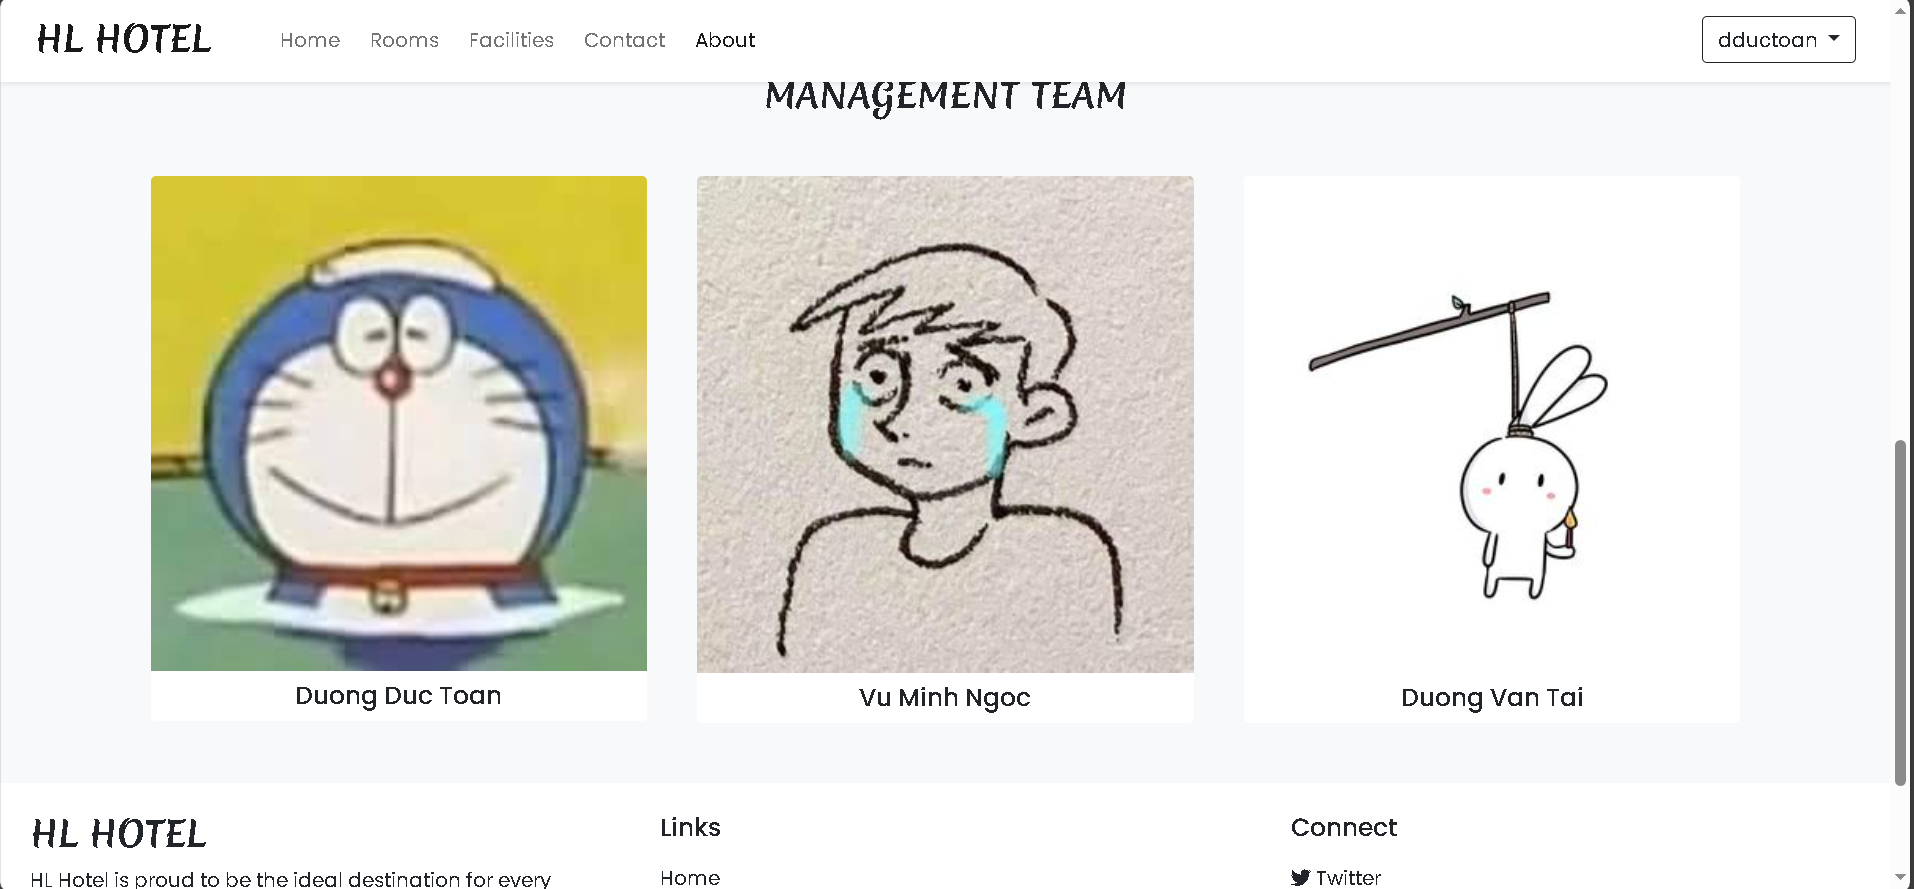 HL HOTEL
Home Rooms Facilities Contact About
dductoan
MANAGEMENT TEAM
Duong Duc Toan
Vu Minh Ngoc
Duong Van Tai
HL HOTEL
HL Hotel is proud to be the ideal destination for every
Links
Home
Connect
Twitter